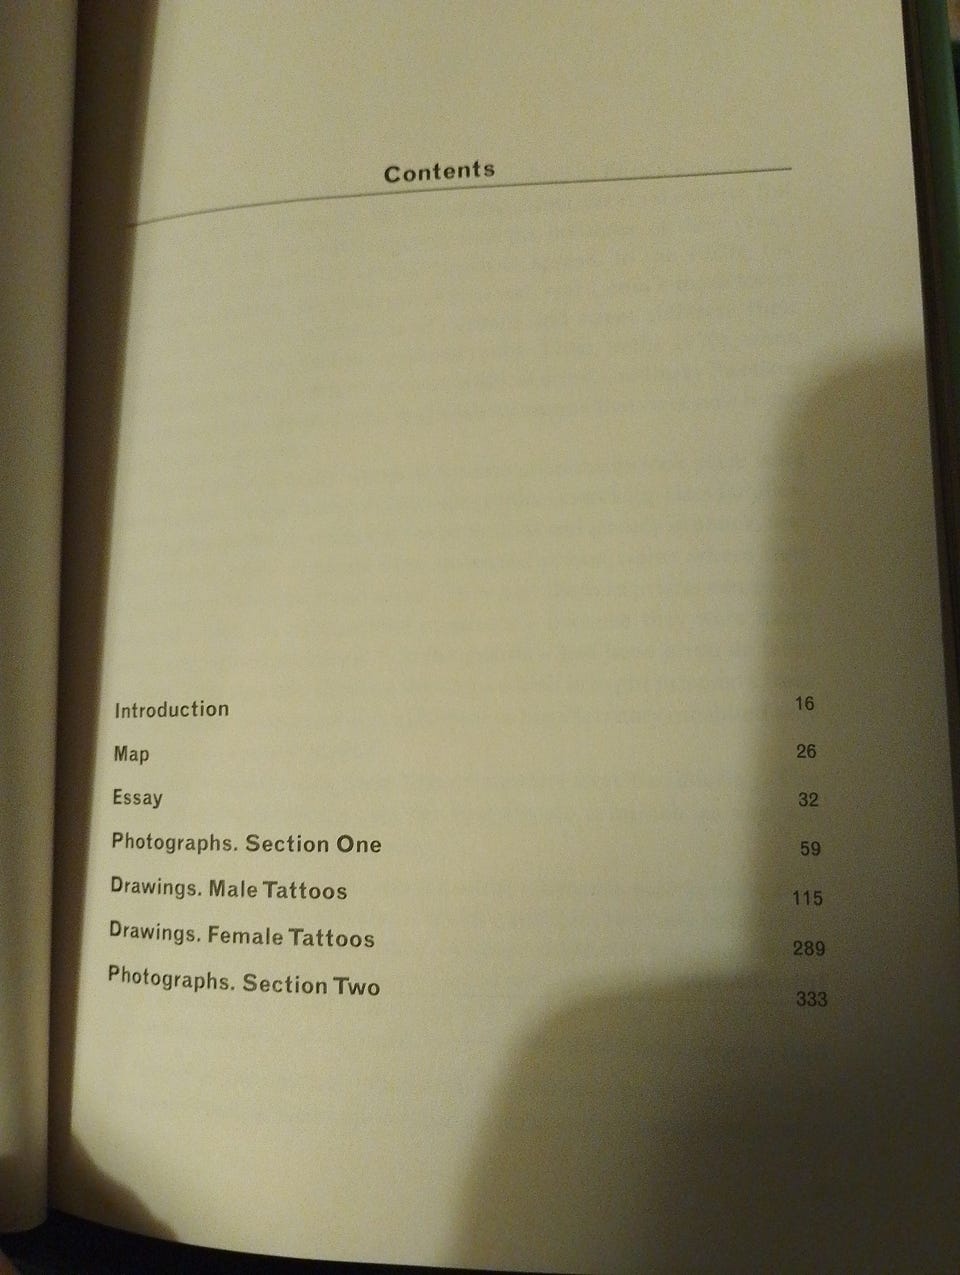 Contents
Introduction 16
Map 26
Essay 32
Photographs. Section One 59
Drawings. Male Tattoos 115
Drawings. Female Tattoos 289
Photographs. Section Two 333